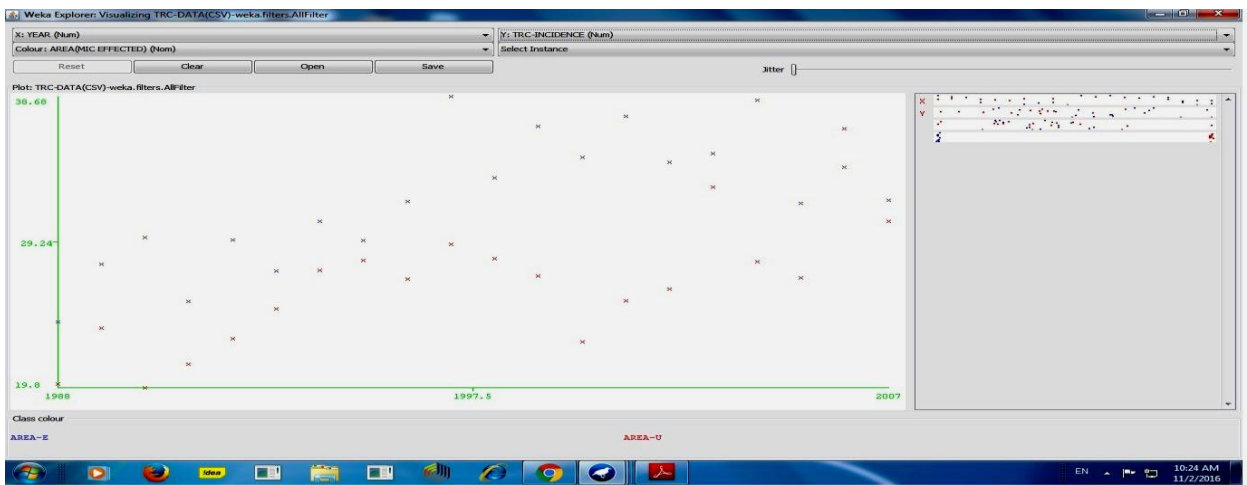 Weka Explorer: Visualizing TRC-DATA(CSV)-weka.filters.AllFilter
X: YEAR (Num) Y: TRC-INCIDENCE (Num)
Colour: AREA(MIC EFFECTED) (Nom) Select Instance
Reset Clear Open Save Jitter
Plot: TRC-DATA(CSV)-weka.filters.AllFilter
38.68
X
Y
29.24
19.8
1988 1997.5 2007
Class colour
AREA-E AREA-U
!dea EN 10:24 AM
11/2/2016